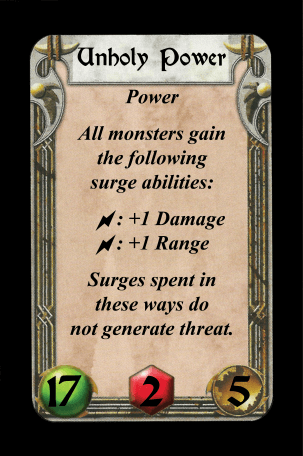 Unholy Power
Power
All monsters gain
the following
surge abilities:
: +1 Damage
: +1 Range
Surges spent in
these ways do
not generate threat.
17 2 5